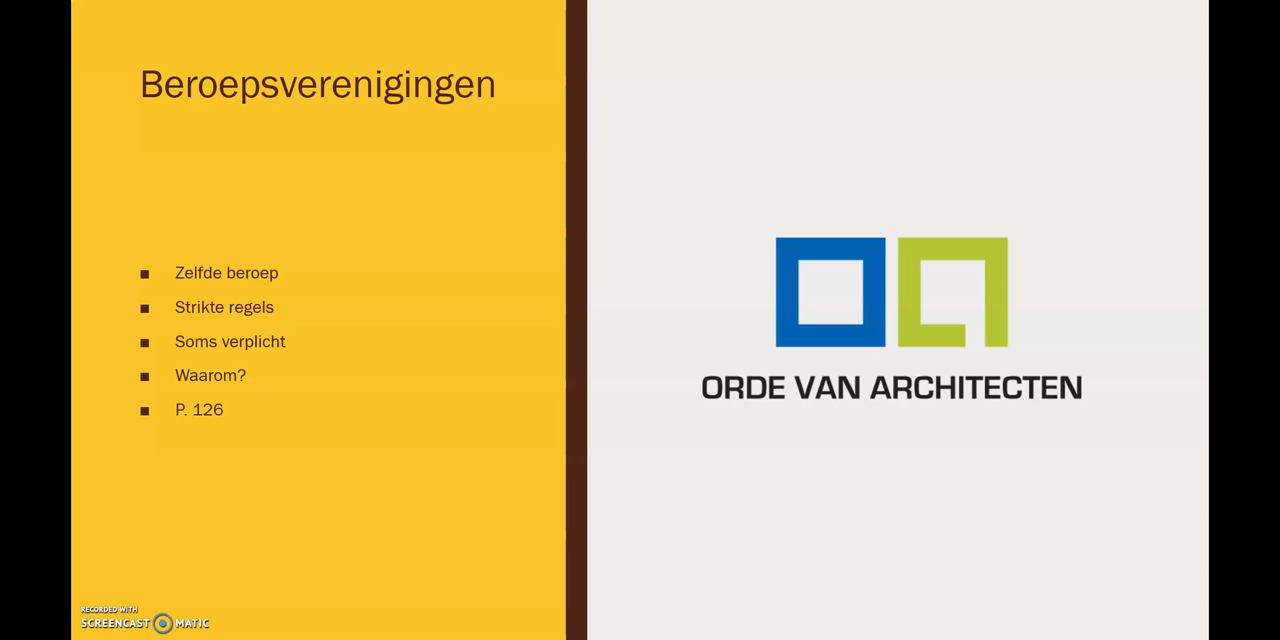 Beroepsverenigingen
▪ Zelfde beroep
▪ Strikte regels
▪ Soms verplicht
▪ Waarom?
▪ P. 126
ORDE VAN ARCHITECTEN
RECORDED WITH
SCREENCAST MATIC